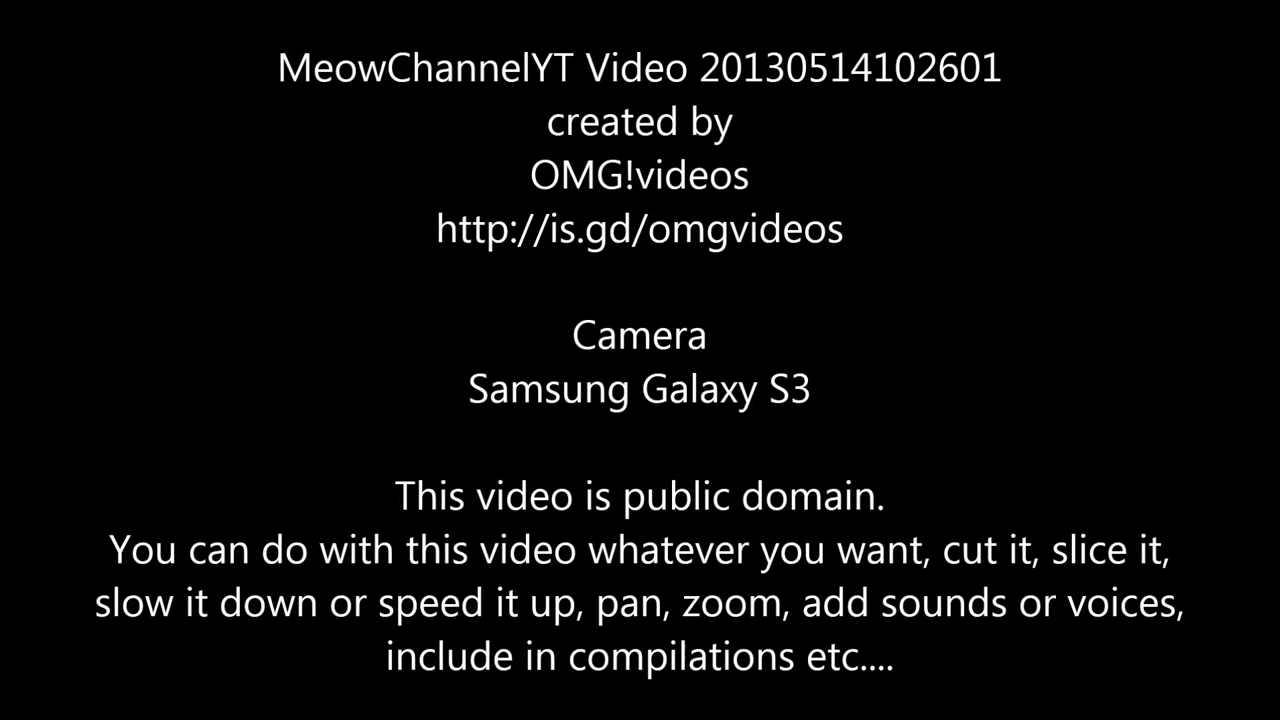 MeowChannelYT Video 20130514102601
created by
OMG!videos
http://is.gd/omgvideos
Camera
Samsung Galaxy S3
This video is public domain.
You can do with this video whatever you want, cut it, slice it,
slow it down or speed it up, pan, zoom, add sounds or voices,
include in compilations etc....